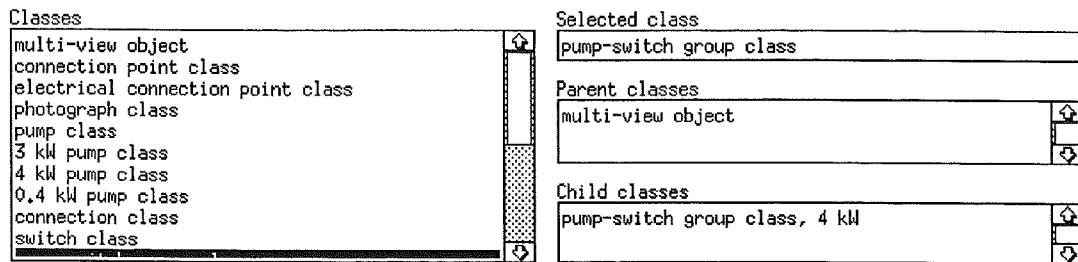 Classes
multi-view object
connection point class
electrical connection point class
photograph class
pump class
3 kW pump class
4 kW pump class
0.4 kW pump class
connection class
switch class
Selected class
pump-switch group class
Parent classes
multi-view object
Child classes
pump-switch group class, 4 kW